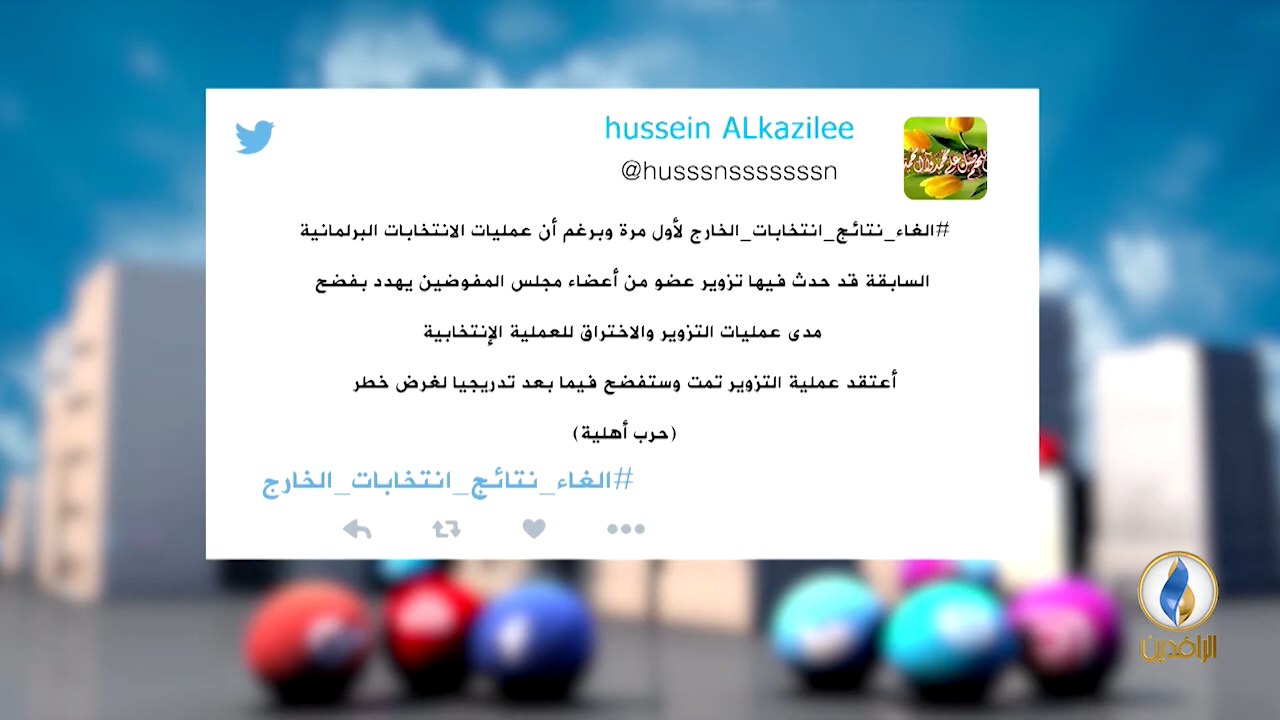 hussein ALkazilee
@husssnsssssssn
#الغاء_نتائج_انتخابات_الخارج لأول مرة وبرغم أن عمليات الانتخابات البرلمانية
السابقة قد حدث فيها تزوير عضو من أعضاء مجلس المفوضين يهدد بفضح
مدى عمليات التزوير والاختراق للعملية الإنتخابية
أعتقد عملية التزوير تمت وستفضح فيما بعد تدريجيا لغرض خطر
(حرب أهلية)
#الغاء_نتائج_انتخابات_الخارج
الرافدين